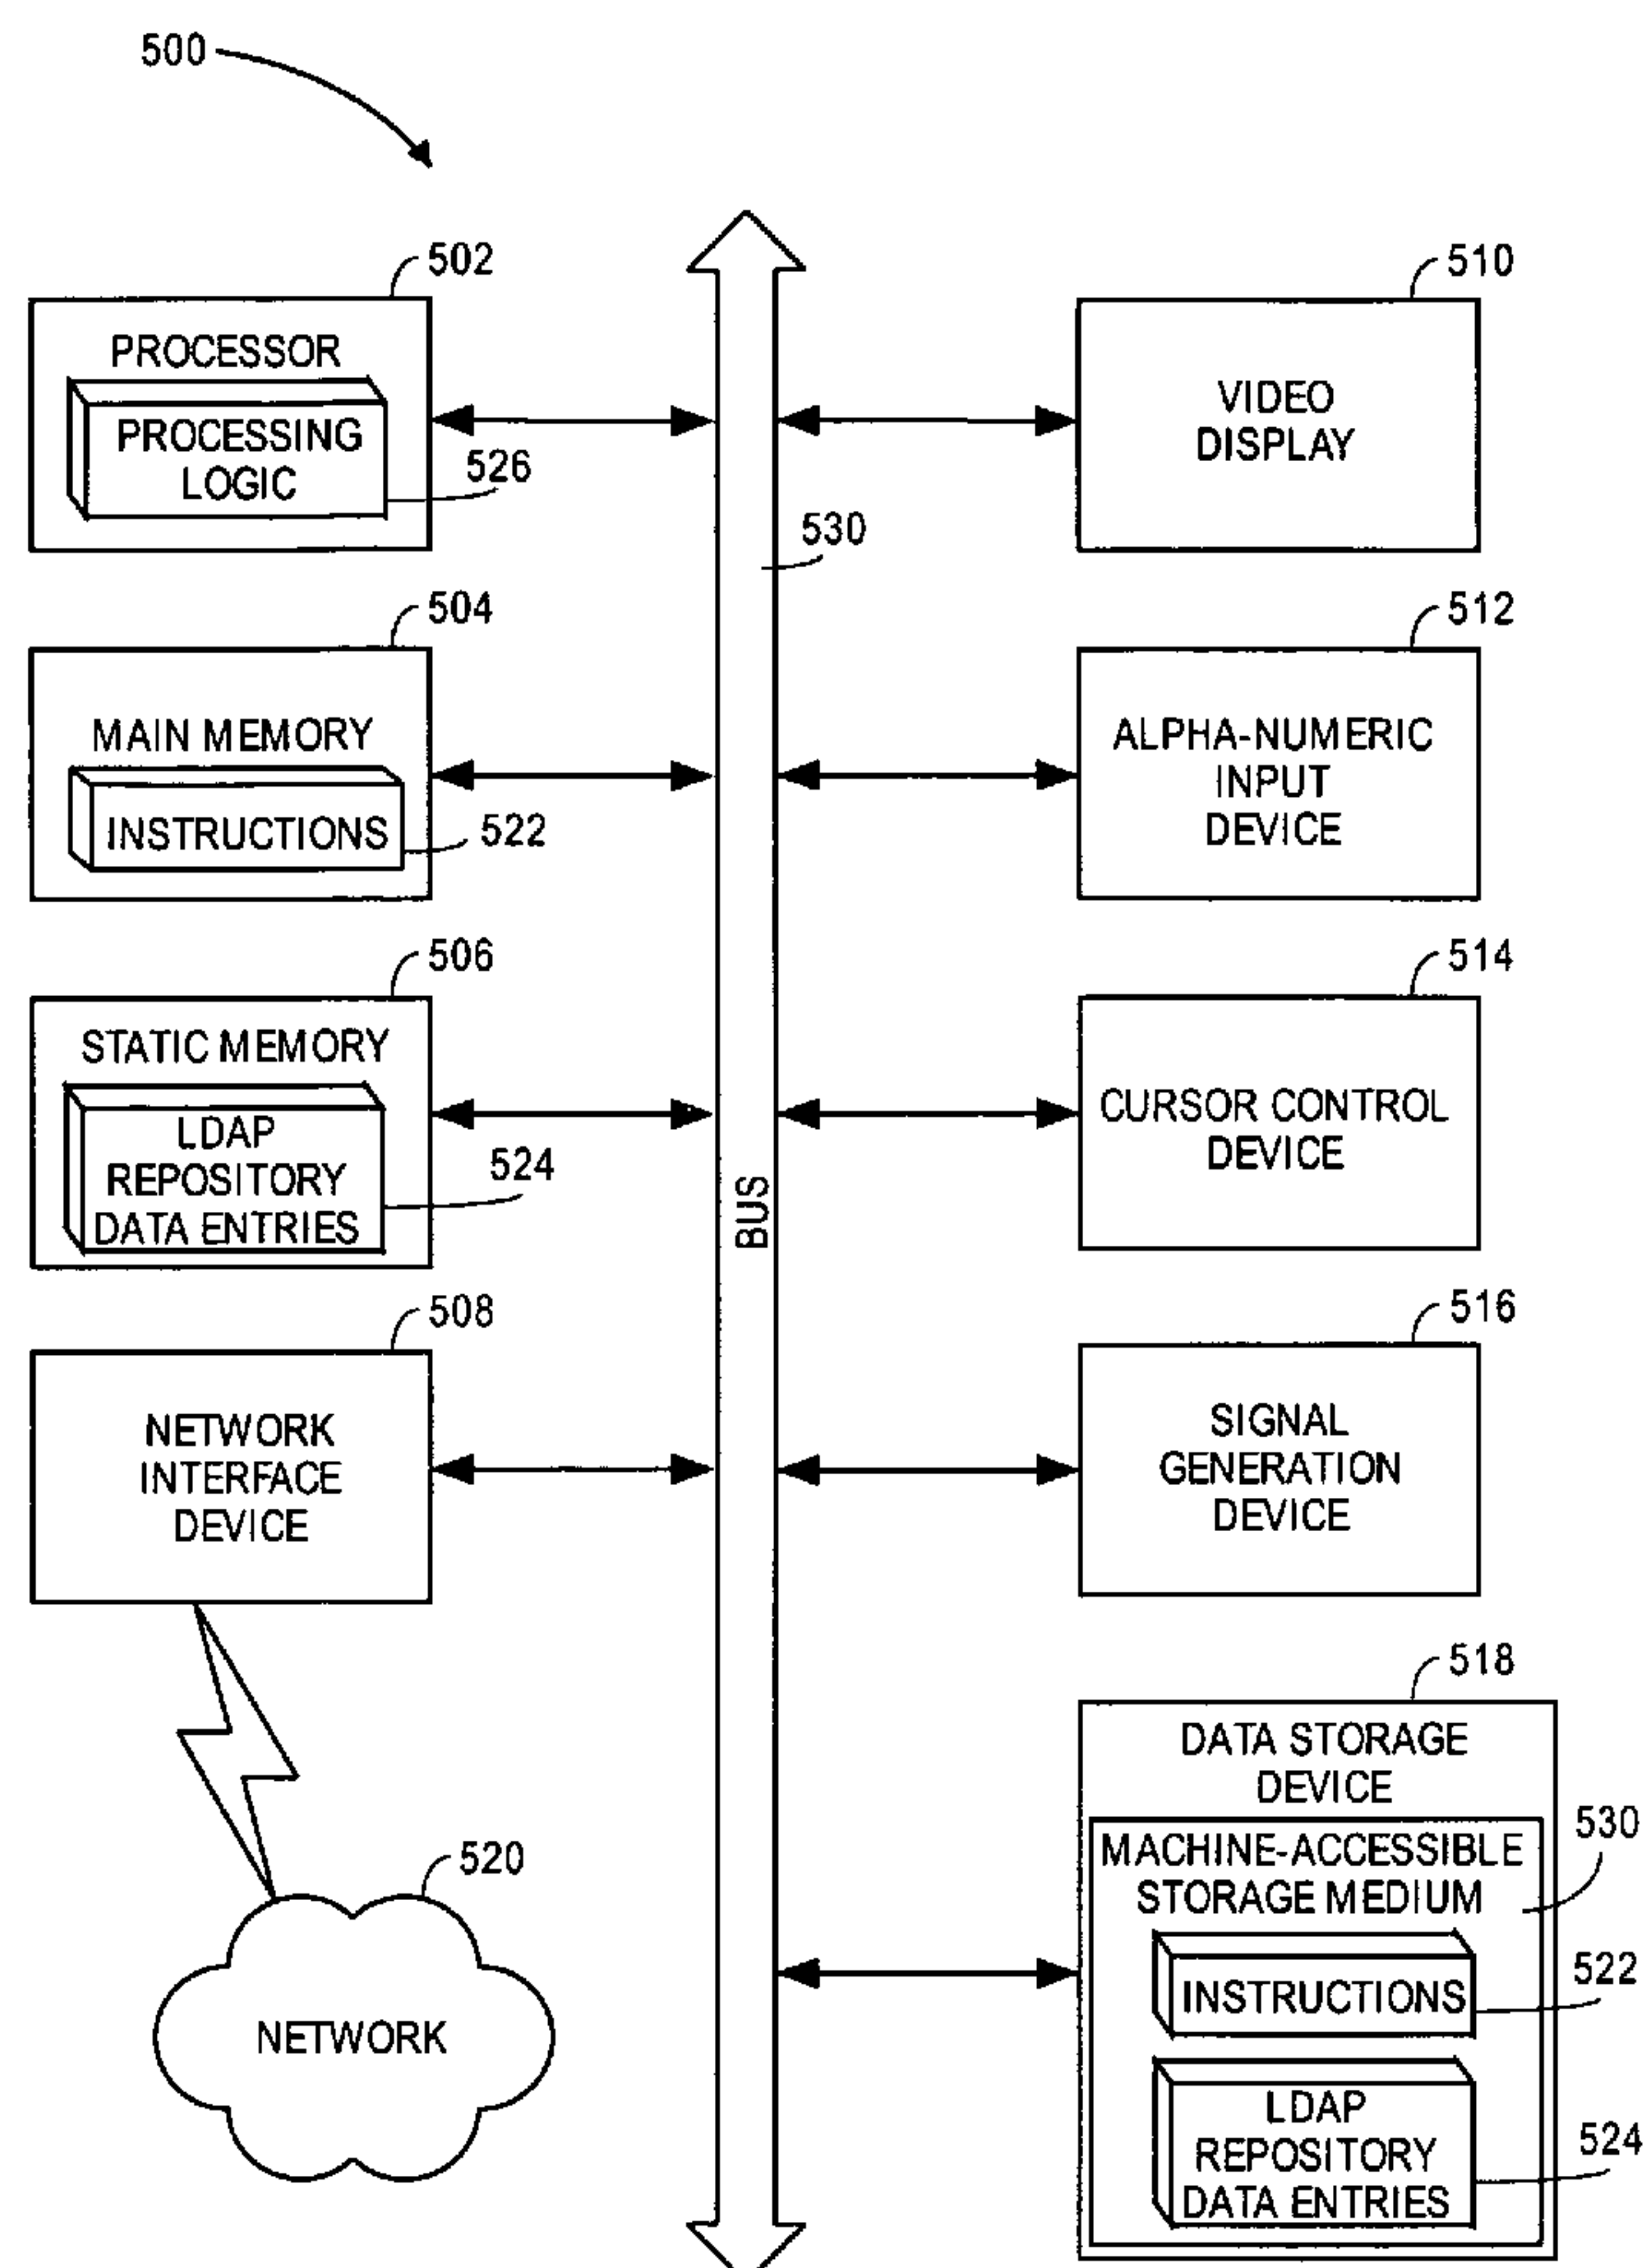 500
502
PROCESSOR
PROCESSING
LOGIC
526
504
MAIN MEMORY
INSTRUCTIONS
522
506
STATIC MEMORY
LDAP
REPOSITORY
DATA ENTRIES
524
508
NETWORK
INTERFACE
DEVICE
520
NETWORK
530
BUS
510
VIDEO
DISPLAY
512
ALPHA-NUMERIC
INPUT
DEVICE
514
CURSOR CONTROL
DEVICE
516
SIGNAL
GENERATION
DEVICE
518
DATA STORAGE
DEVICE
530
MACHINE-ACCESSIBLE
STORAGE MEDIUM
INSTRUCTIONS
522
LDAP
REPOSITORY
DATA ENTRIES
524